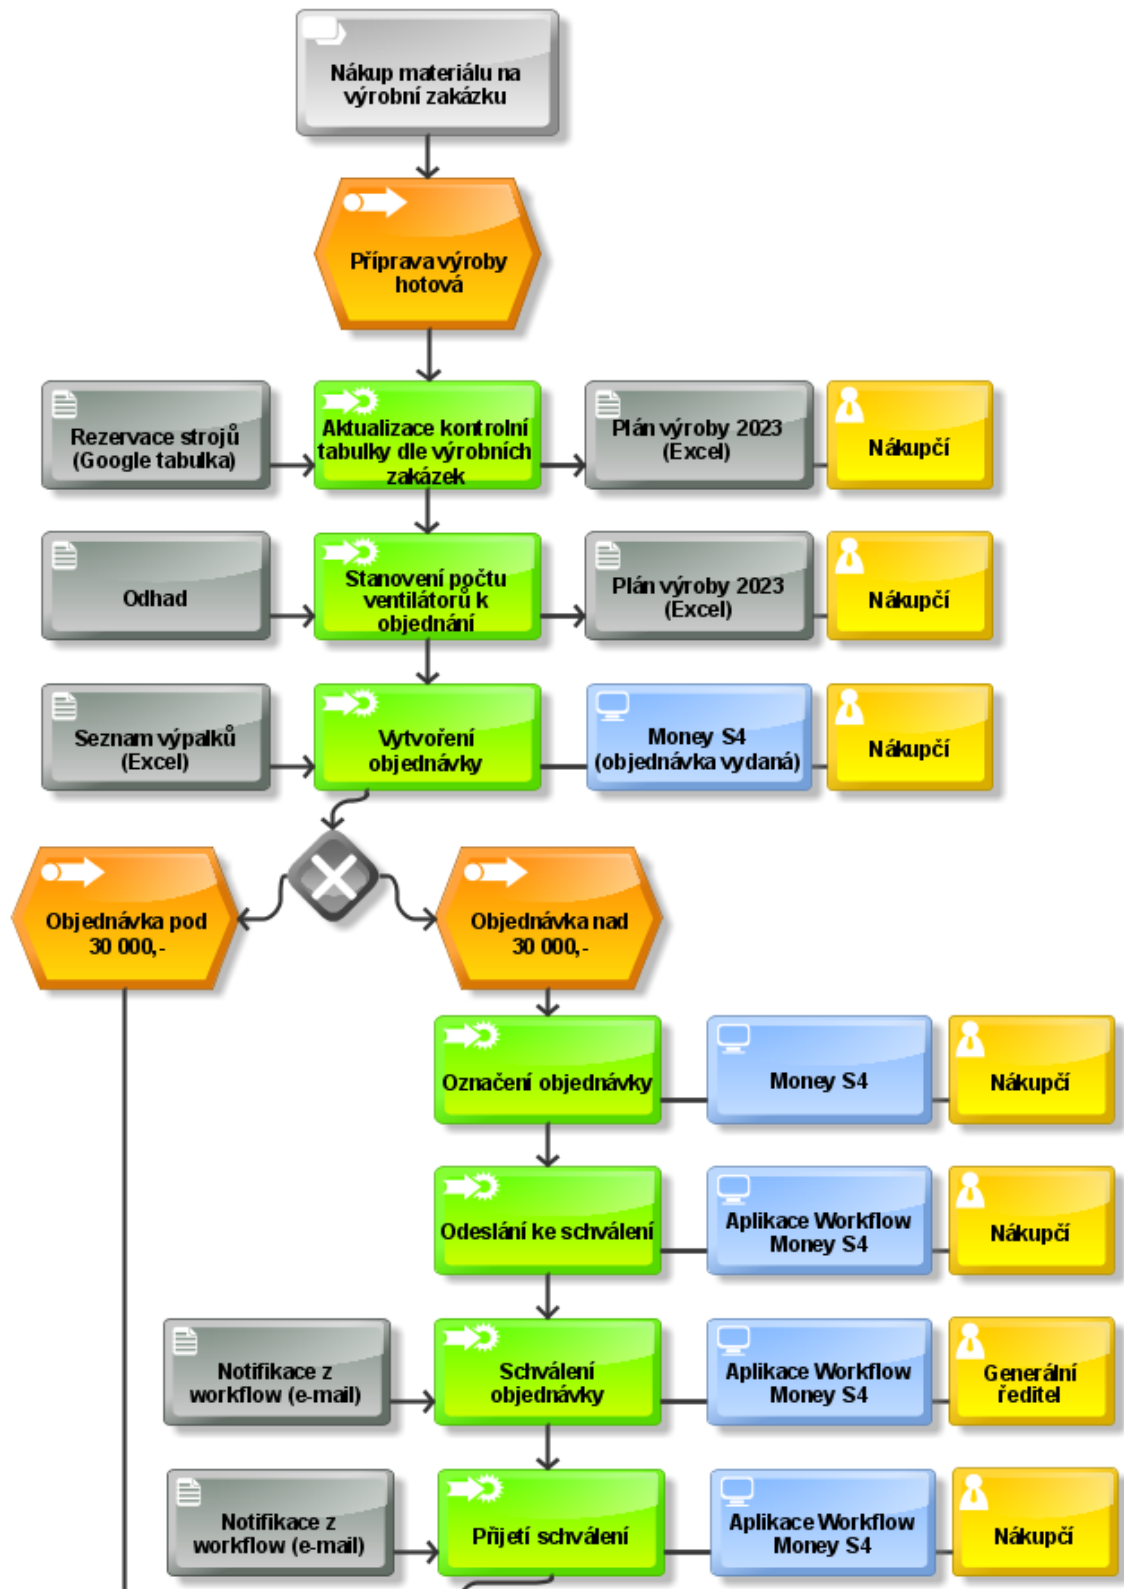 Nákup materiálu na
výrobní zakázku
Příprava výroby
hotová
Rezervace strojů
(Google tabulka)
Aktualizace kontrolní
tabulky dle výrobních
zakázek
Plán výroby 2023
(Excel)
Nákupčí
Odhad
Stanovení počtu
ventilátorů k
objednání
Plán výroby 2023
(Excel)
Nákupčí
Seznam výpalků
(Excel)
Vytvoření
objednávky
Money S4
(objednávka vydaná)
Nákupčí
Objednávka pod
30 000,-
Objednávka nad
30 000,-
Označení objednávky
Money S4
Nákupčí
Odeslání ke schválení
Aplikace Workflow
Money S4
Nákupčí
Notifikace z
workflow (e-mail)
Schválení
objednávky
Aplikace Workflow
Money S4
Generální
ředitel
Notifikace z
workflow (e-mail)
Přijetí schválení
Aplikace Workflow
Money S4
Nákupčí